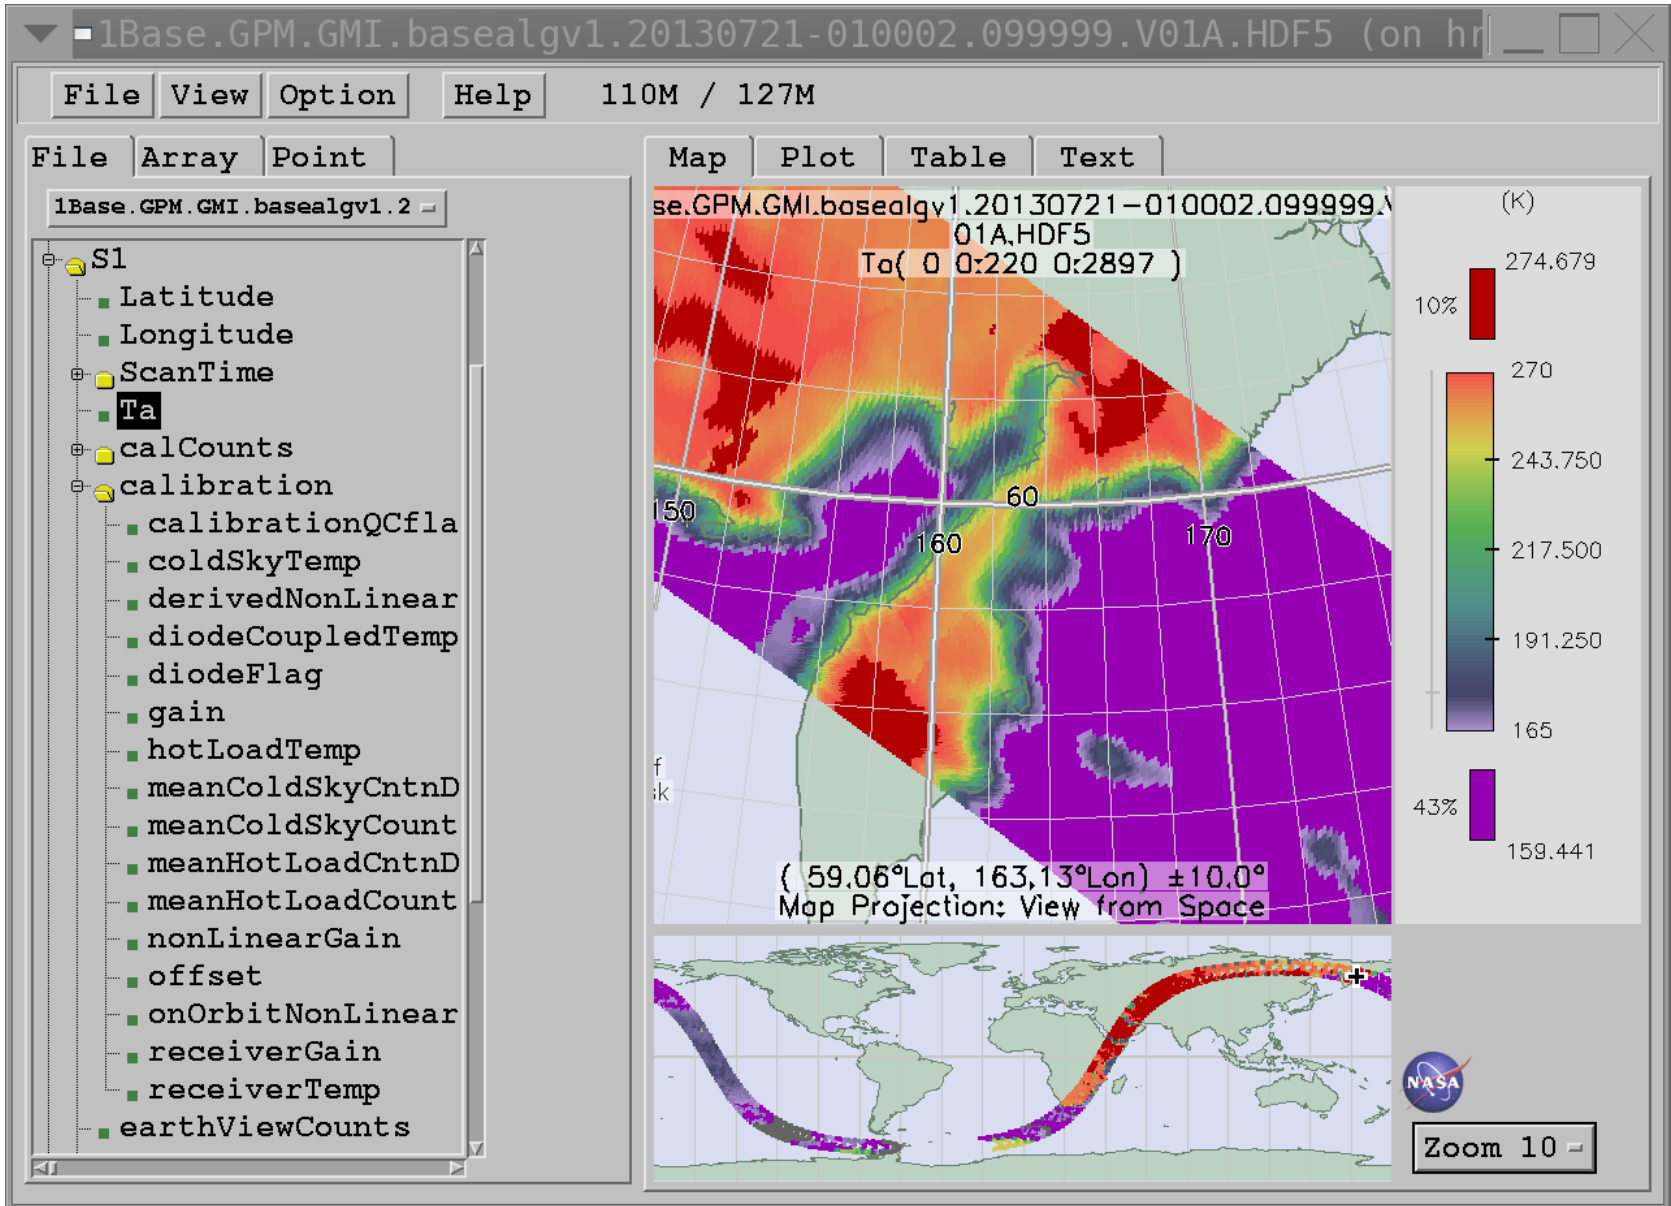 1Base.GPM.GMI.basealgv1.20130721-010002.099999.V01A.HDF5 (on hr
File View Option Help 110M / 127M
File Array Point
1Base.GPM.GMI.basealgv1.2
S1
Latitude
Longitude
ScanTime
Ta
calCounts
calibration
calibrationQCfla
coldSkyTemp
derivedNonLinear
diodeCoupledTemp
diodeFlag
gain
hotLoadTemp
meanColdSkyCntnD
meanColdSkyCount
meanHotLoadCntnD
meanHotLoadCount
nonLinearGain
offset
onOrbitNonLinear
receiverGain
receiverTemp
earthViewCounts
Map Plot Table Text
se.GPM.GMI.basealgv1.20130721-010002.099999.V
01A.HDF5
Ta( 0 0:220 0:2897 )
150
60
160
170
f
sk
( 59.06°Lat, 163.13°Lon) ±10.0°
Map Projection: View from Space
(K)
274.679
10%
270
243.750
217.500
191.250
165
43%
159.441
NASA
Zoom 10